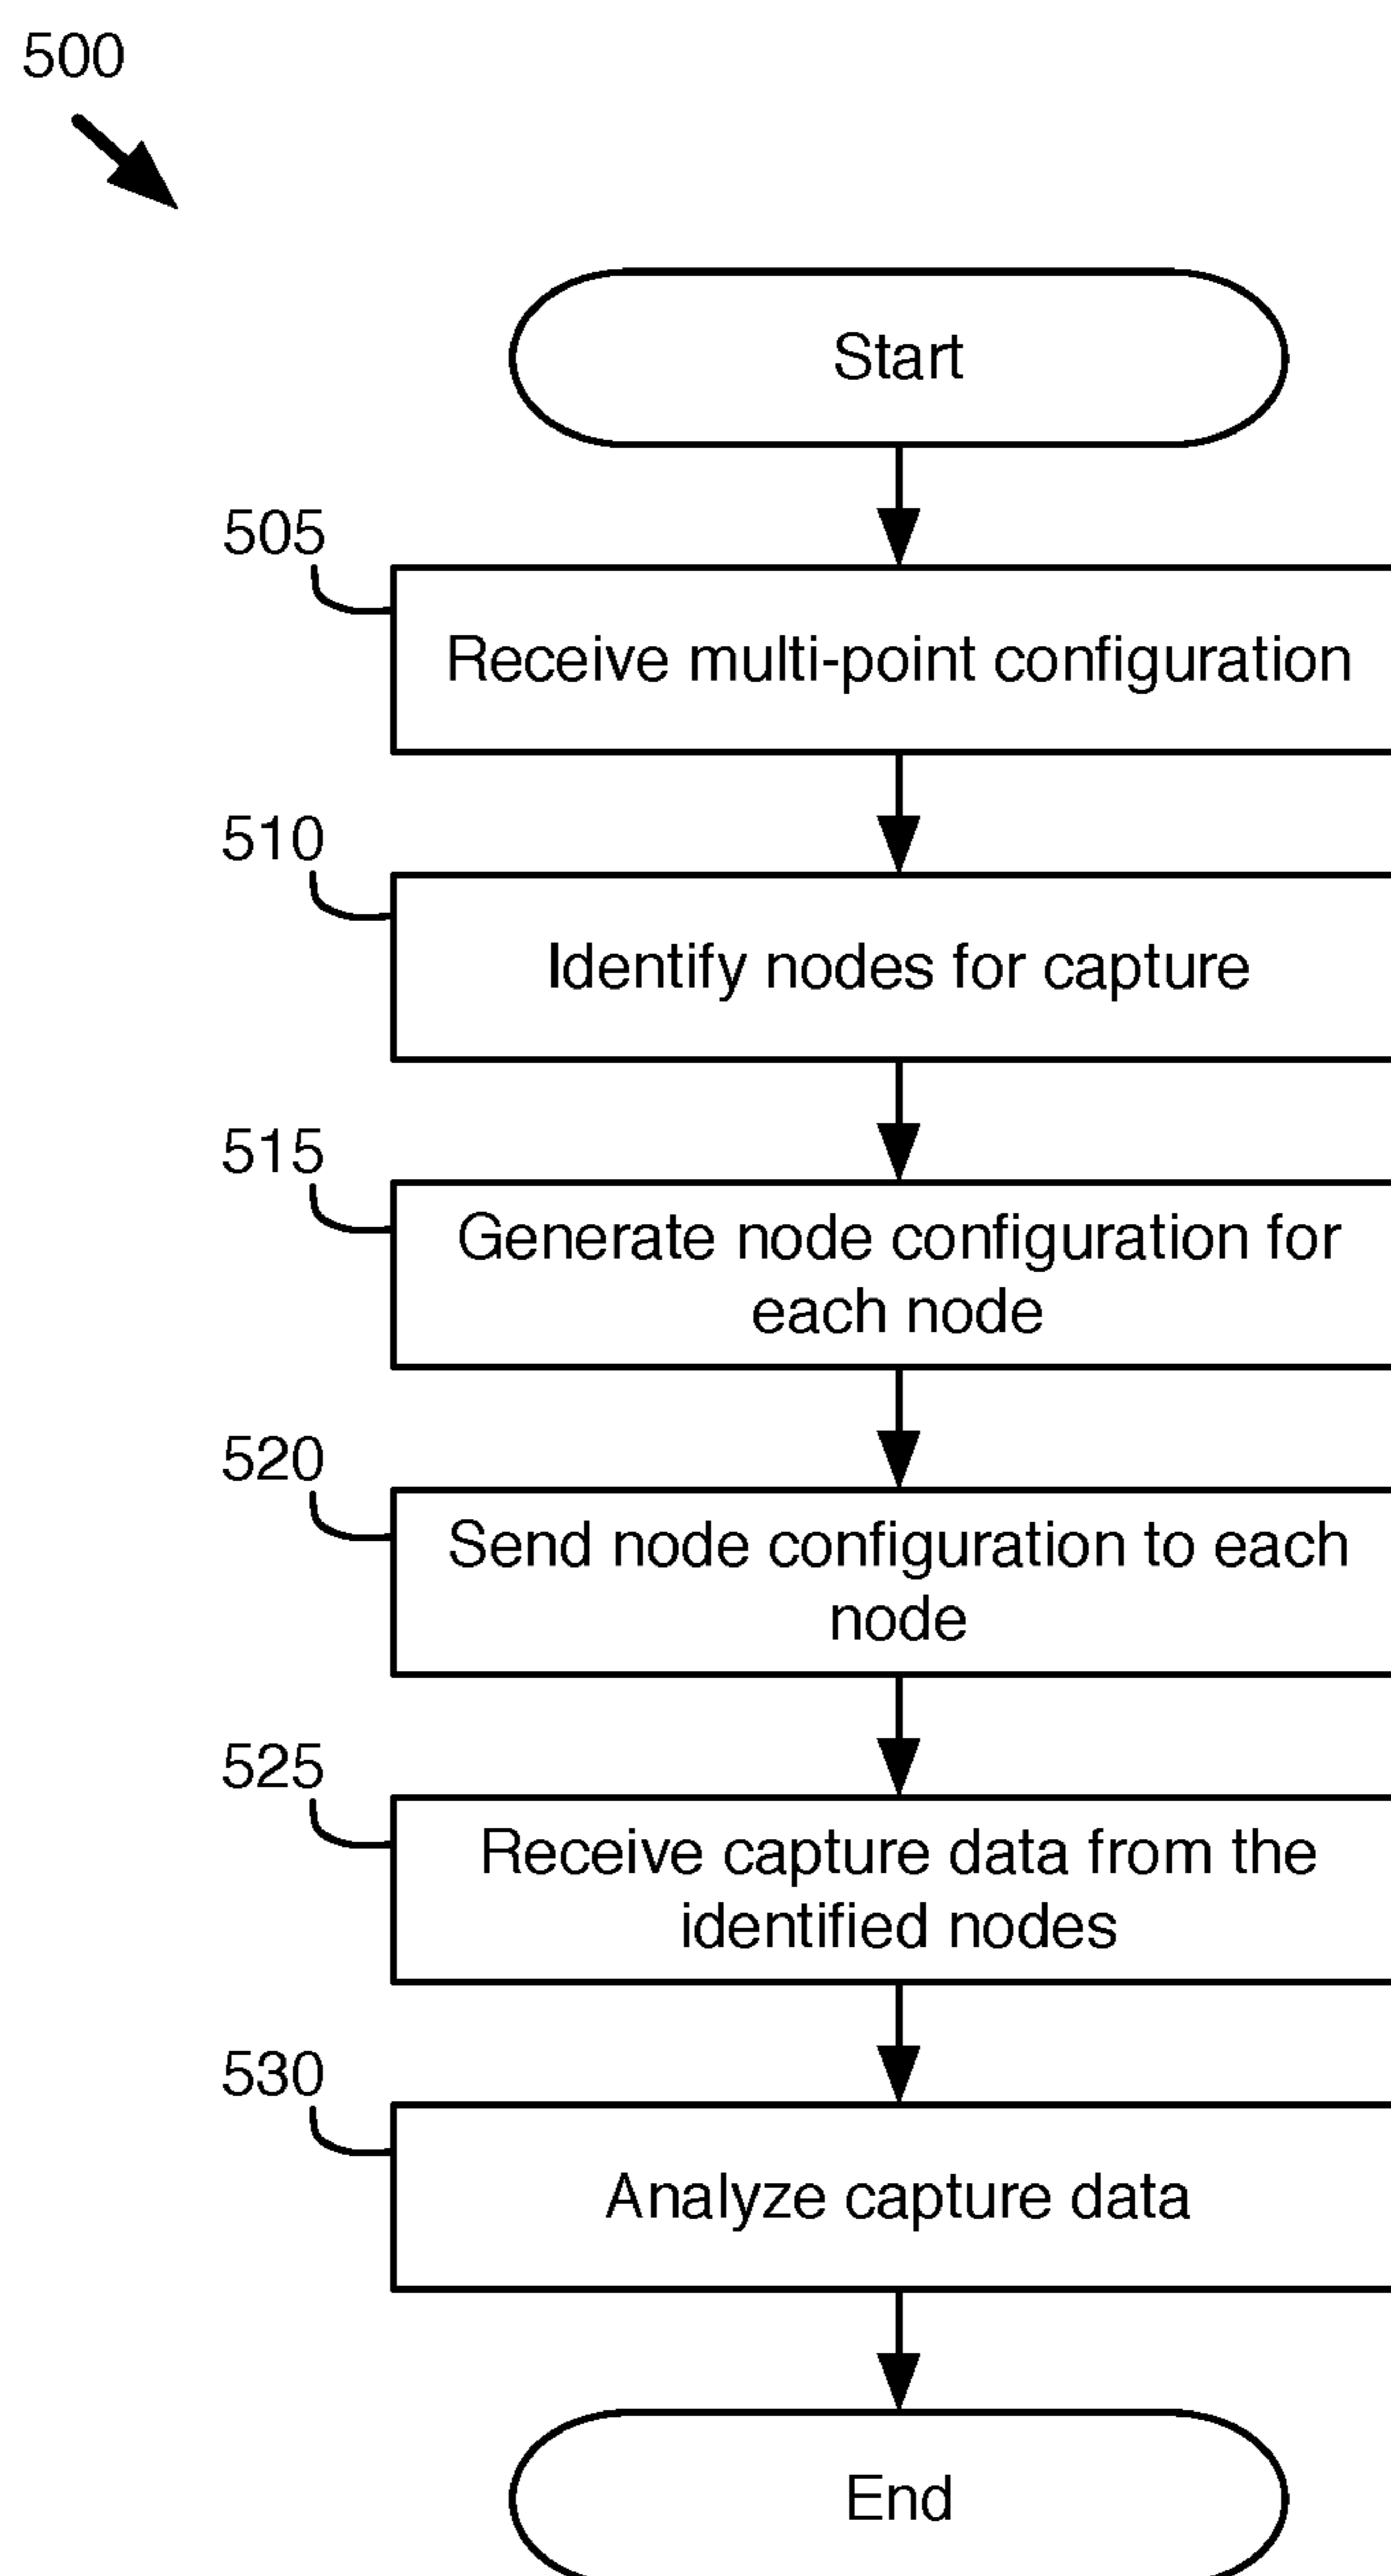 500
Start
505
Receive multi-point configuration
510
Identify nodes for capture
515
Generate node configuration for
each node
520
Send node configuration to each
node
525
Receive capture data from the
identified nodes
530
Analyze capture data
End